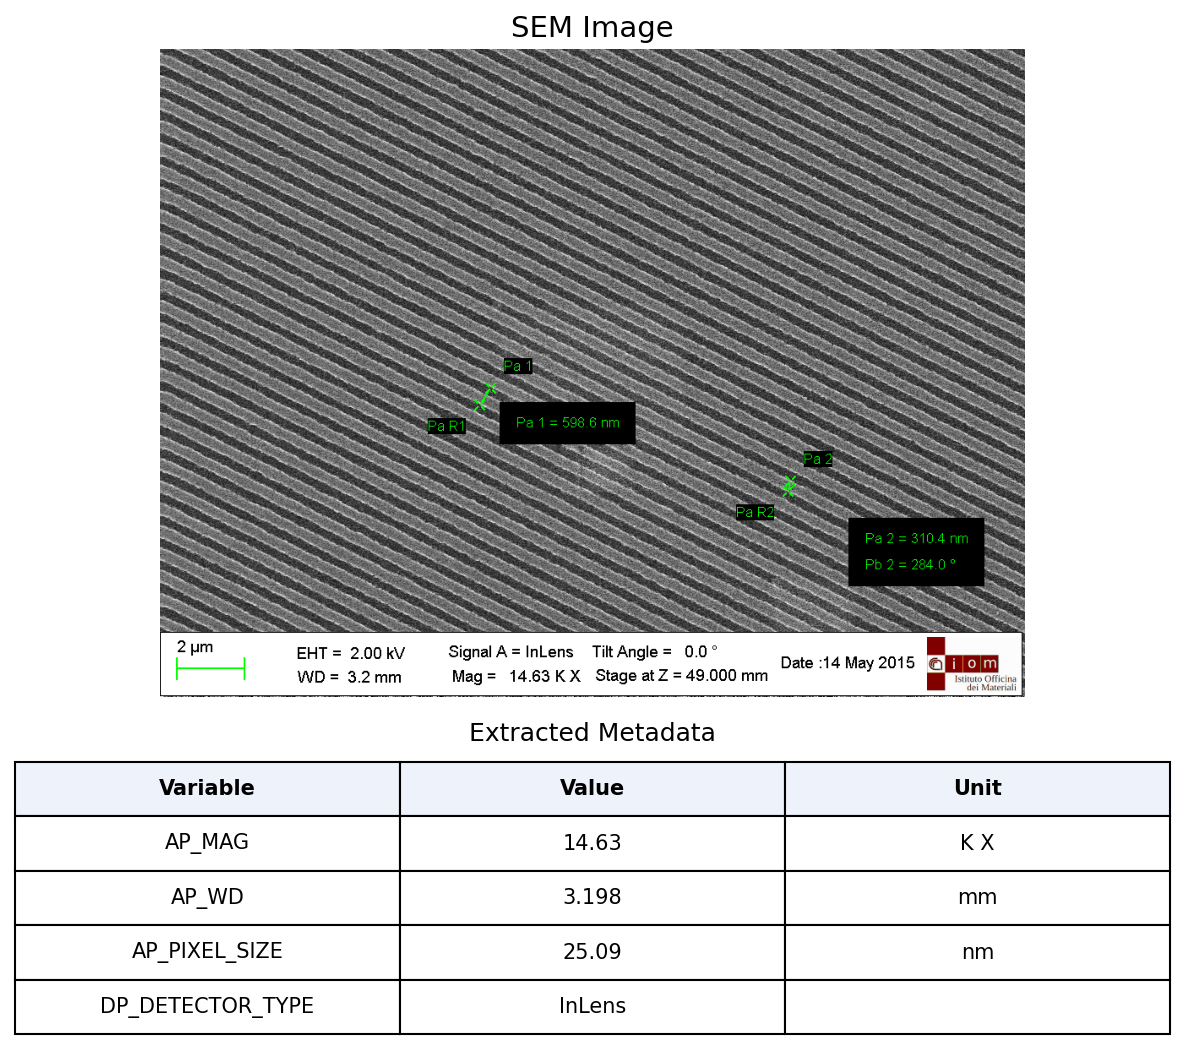 SEM Image
Pa 1
Pa R1
Pa 1 = 598.6 nm
Pa 2
Pa R2
Pa 2 = 310.4 nm
Pb 2 = 284.0 °
2 µm
EHT = 2.00 kV
WD = 3.2 mm
Signal A = InLens
Mag = 14.63 K X
Tilt Angle = 0.0 °
Stage at Z = 49.000 mm
Date :14 May 2015
iom
Istituto Officina
dei Materiali
Extracted Metadata
Variable Value Unit
AP_MAG 14.63 K X
AP_WD 3.198 mm
AP_PIXEL_SIZE 25.09 nm
DP_DETECTOR_TYPE InLens